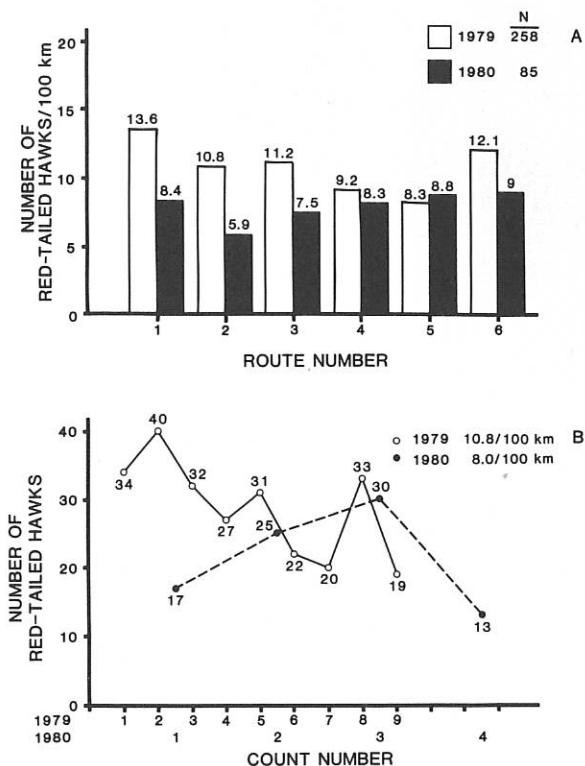 N
1979 258 A
1980 85
20
15
10
5
0
NUMBER OF
RED-TAILED HAWKS/100 km
13.6
8.4
10.8
5.9
11.2
7.5
9.2
8.3
8.3
8.8
12.1
9
1 2 3 4 5 6
ROUTE NUMBER
B
1979 10.8/100 km
1980 8.0/100 km
40
30
20
10
0
NUMBER OF
RED-TAILED HAWKS
34
40
32
27
31
22
20
33
19
17
25
30
13
1979 1 2 3 4 5 6 7 8 9
1980 1 2 3 4
COUNT NUMBER